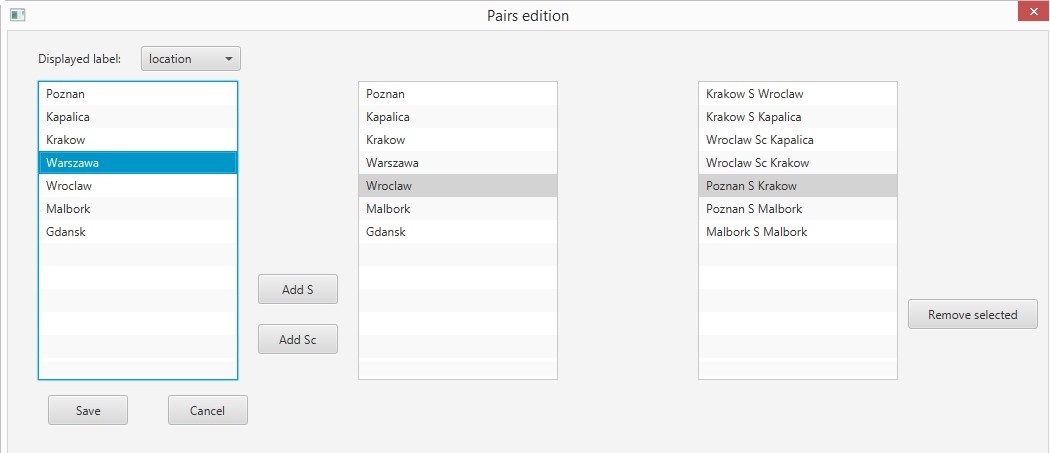 Pairs edition
Displayed label: location
Poznan
Kapalica
Krakow
Warszawa
Wroclaw
Malbork
Gdansk
Add S
Add Sc
Poznan
Kapalica
Krakow
Warszawa
Wroclaw
Malbork
Gdansk
Krakow S Wroclaw
Krakow S Kapalica
Wroclaw Sc Kapalica
Wroclaw Sc Krakow
Poznan S Krakow
Poznan S Malbork
Malbork S Malbork
Remove selected
Save Cancel